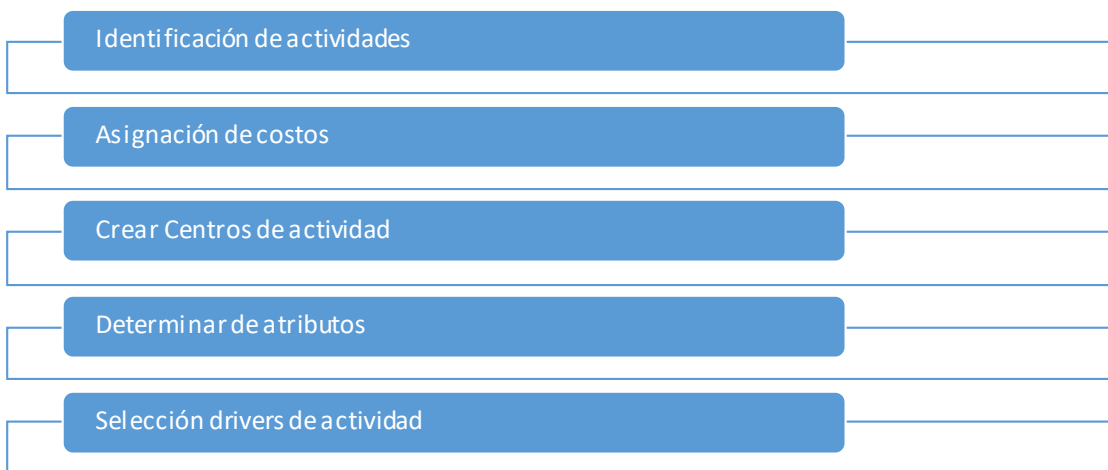 Identificación de actividades
Asignación de costos
Crear Centros de actividad
Determinar de atributos
Selección drivers de actividad